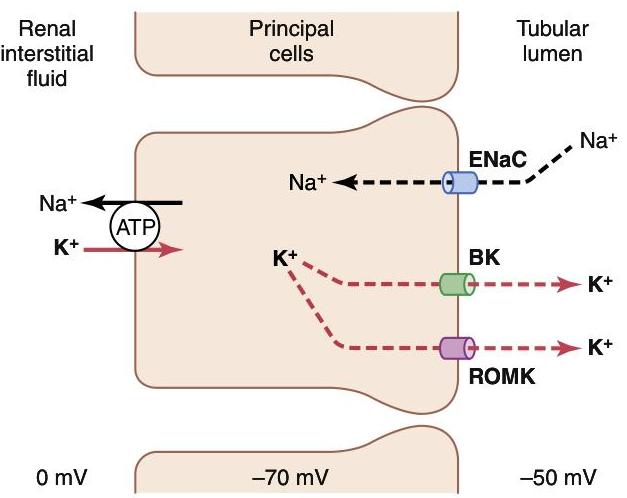 Renal
interstitial
fluid
Principal
cells
Tubular
lumen
Na+
ENaC
Na+
Na+
ATP
K+
K+
BK
K+
K+
ROMK
0 mV
–70 mV
–50 mV